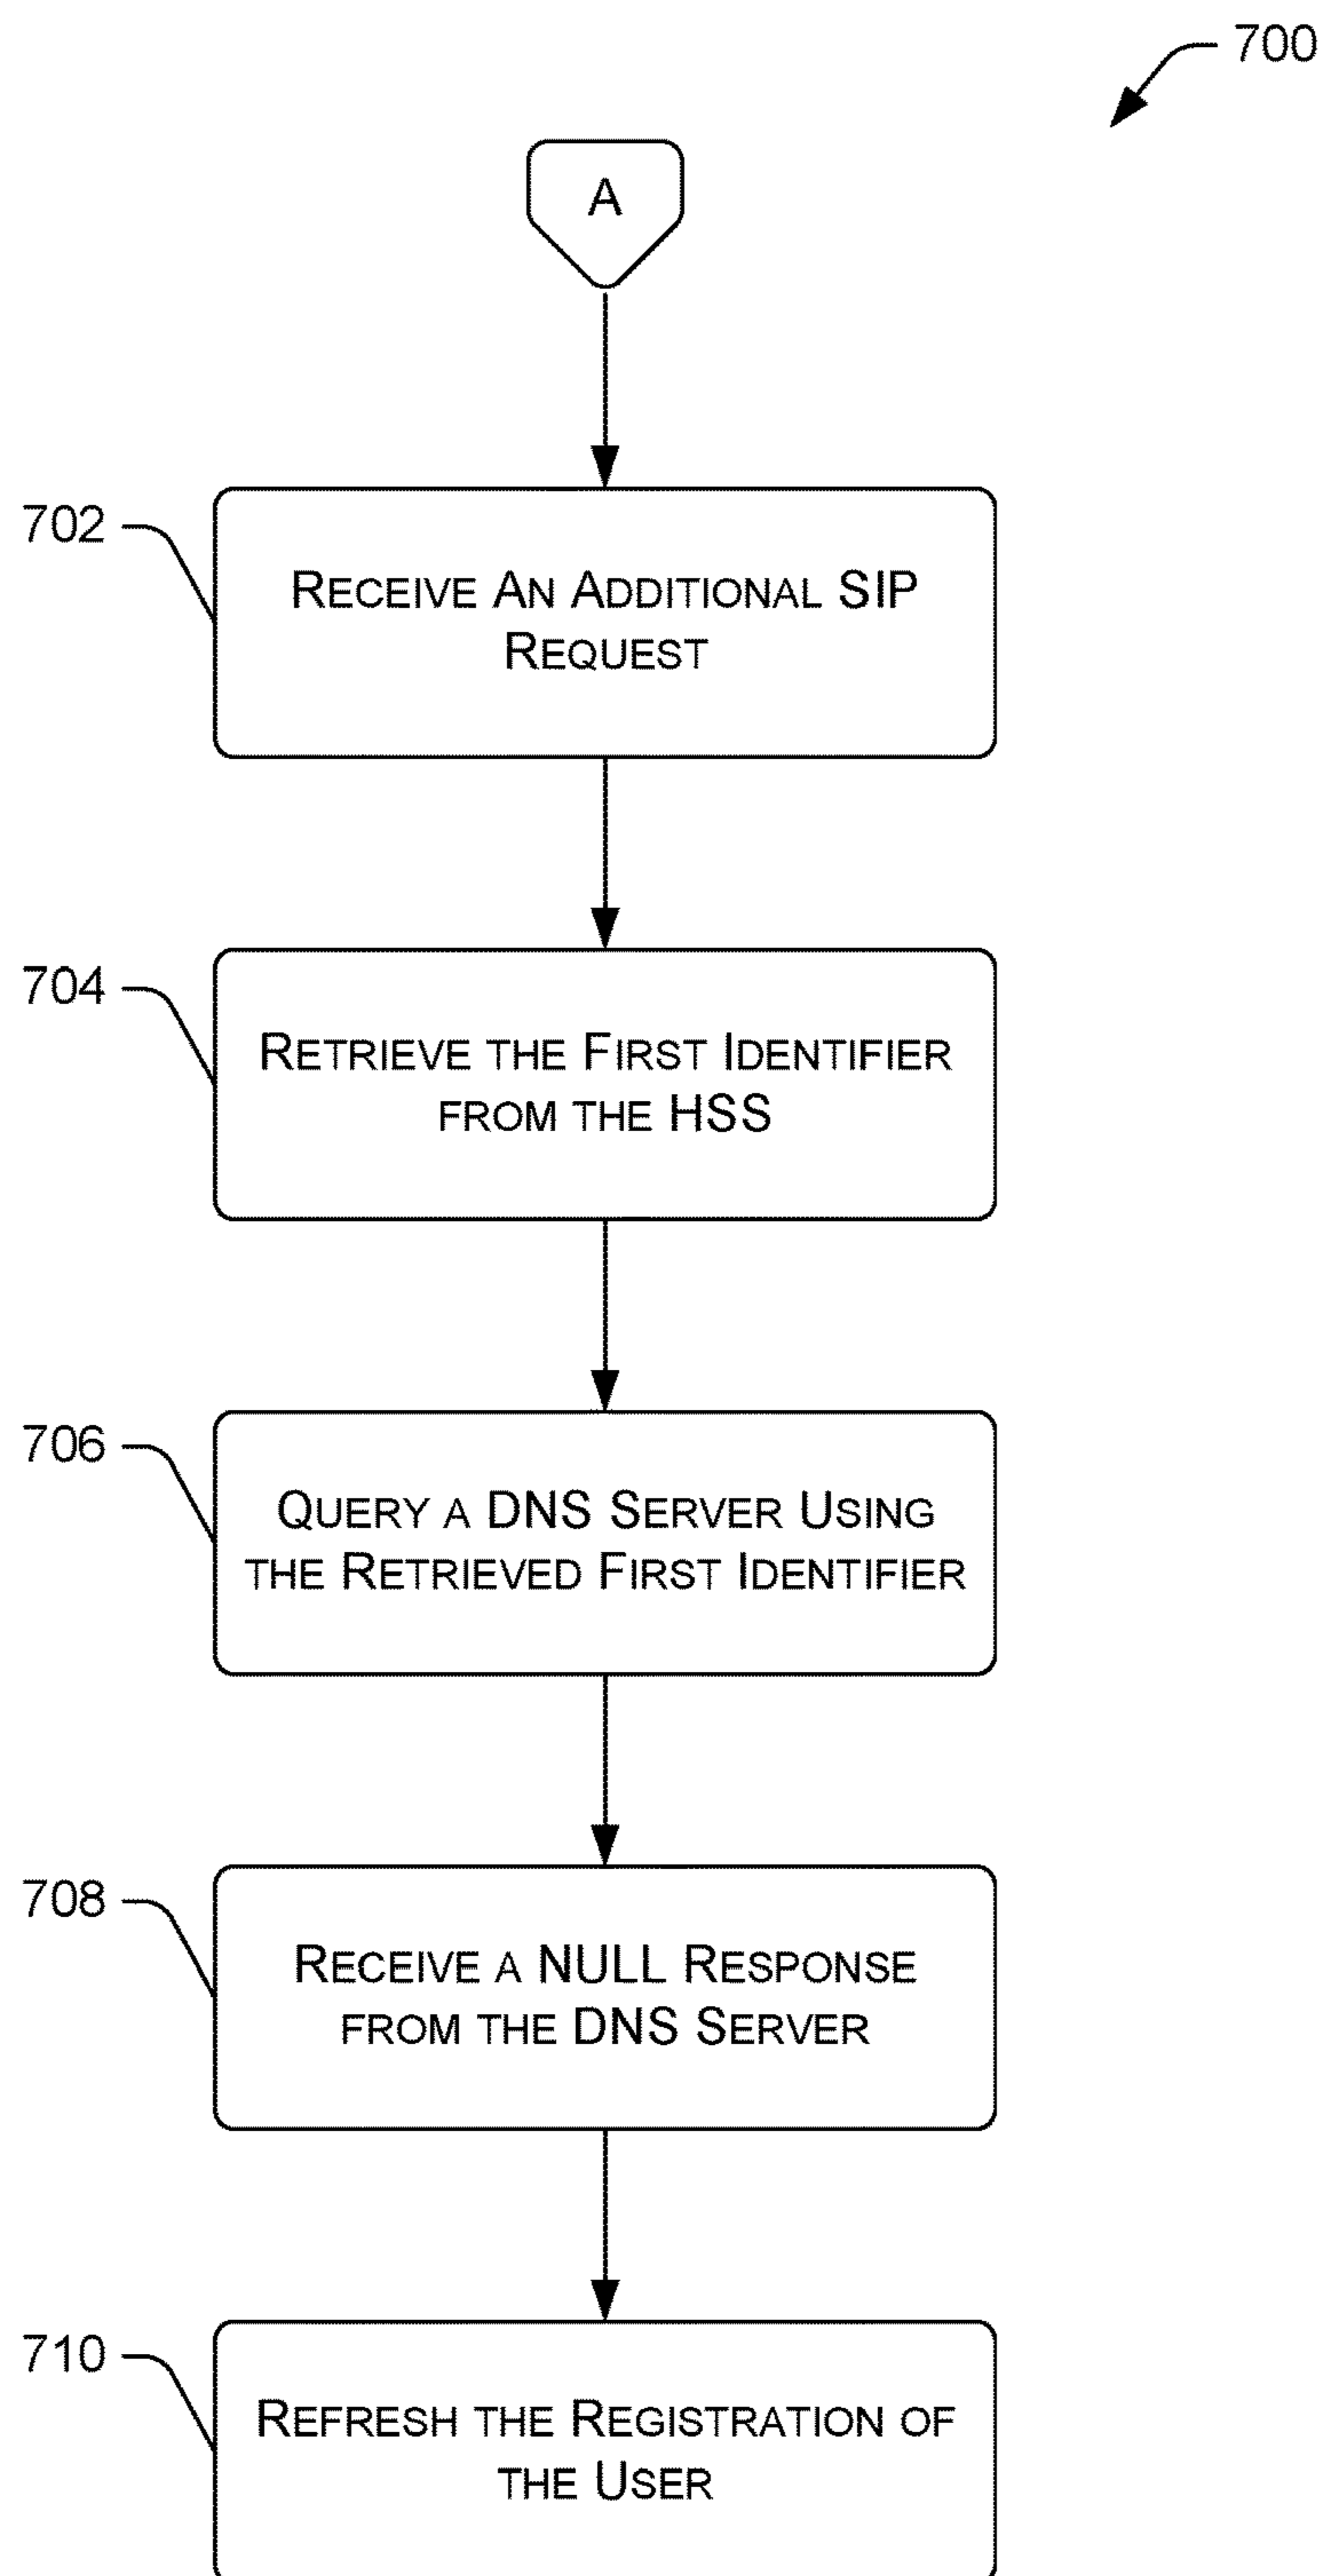 700
A
702
RECEIVE AN ADDITIONAL SIP
REQUEST
704
RETRIEVE THE FIRST IDENTIFIER
FROM THE HSS
706
QUERY A DNS SERVER USING
THE RETRIEVED FIRST IDENTIFIER
708
RECEIVE A NULL RESPONSE
FROM THE DNS SERVER
710
REFRESH THE REGISTRATION OF
THE USER